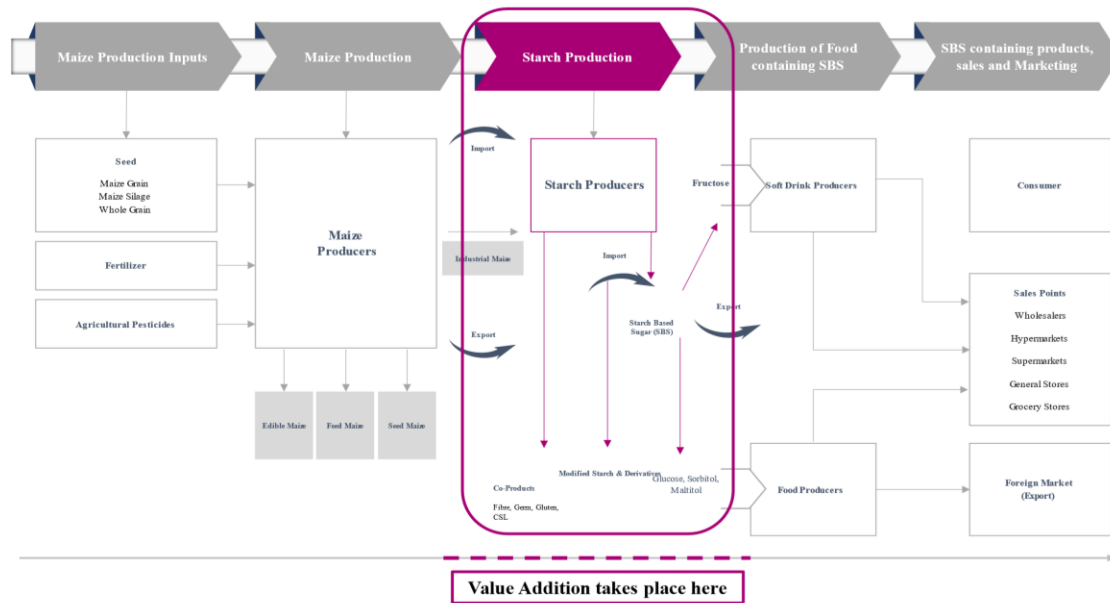 Maize Production Inputs
Maize Production
Starch Production
Production of Food
containing SBS
SBS containing products,
sales and Marketing
Seed
Maize Grain
Maize Silage
Whole Grain
Fertilizer
Agricultural Pesticides
Maize
Producers
Edible Maize
Feed Maize
Seed Maize
Import
Industrial Maize
Export
Starch Producers
Import
Starch Based
Sugar (SBS)
Fructose
Export
Co-Products
Fibre, Germ, Gluten,
CSL
Modified Starch & Derivatives
Glucose, Sorbitol,
Maltitol
Soft Drink Producers
Food Producers
Consumer
Sales Points
Wholesalers
Hypermarkets
Supermarkets
General Stores
Grocery Stores
Foreign Market
(Export)
Value Addition takes place here